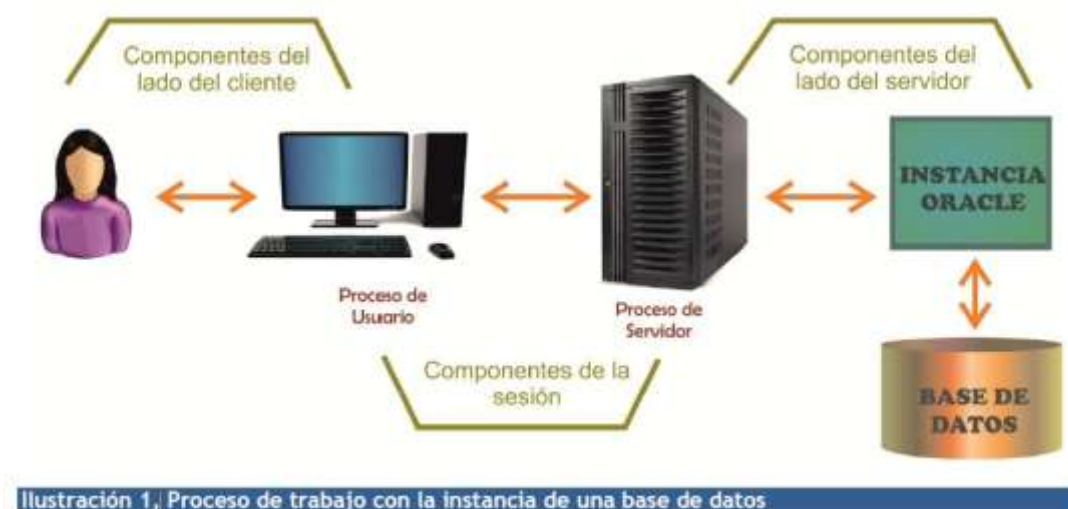 Componentes del
lado del cliente
Componentes del
lado del servidor
INSTANCIA
ORACLE
Proceso de
Usuario
Proceso de
Servidor
Componentes de la
sesión
BASE DE
DATOS
Ilustración 1, Proceso de trabajo con la instancia de una base de datos